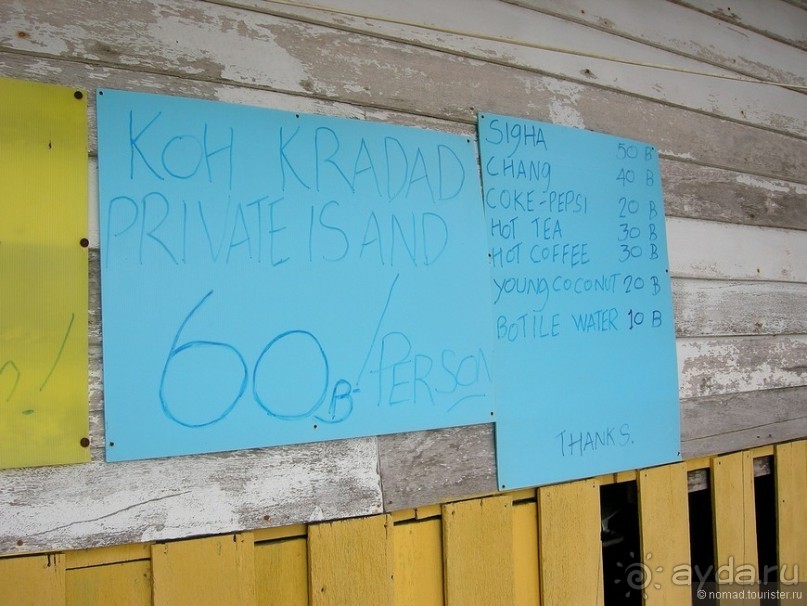 KOH KRADAD
PRIVATE ISAND
60B/PERSON
SIGHA 50 B
CHANG 40 B
COKE-PEPSI 20 B
HOT TEA 30 B
HOT COFFEE 30 B
YOUNG COCONUT 20 B
BOTILE WATER 10 B
THANKS.
n!
ayda.ru
© nomad.tourister.ru